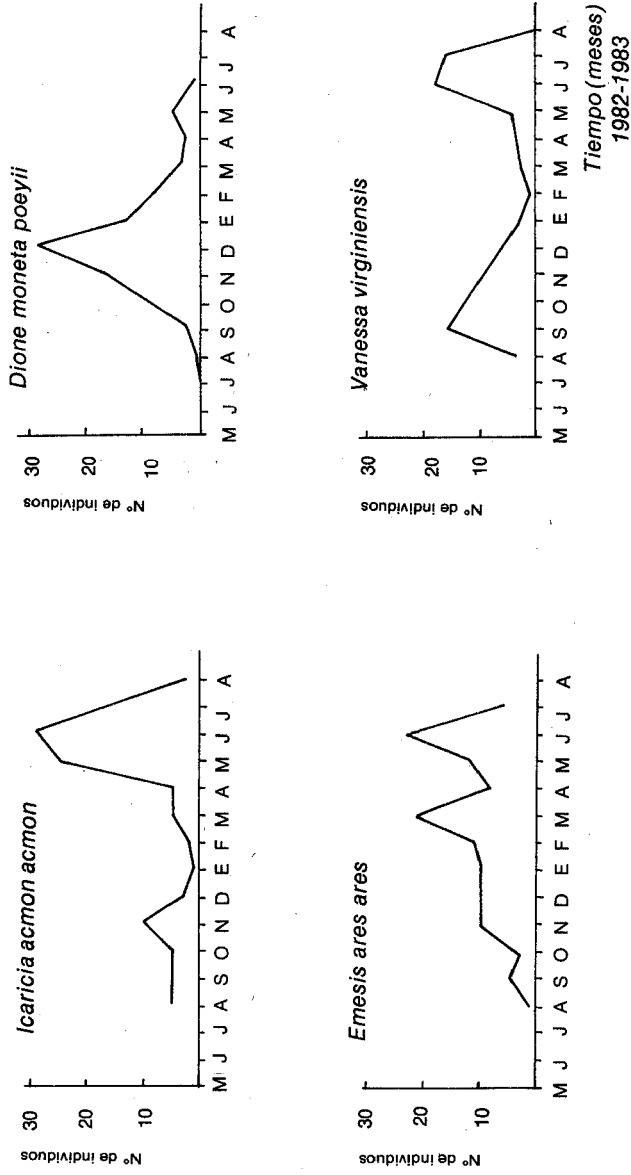 Icaricia acmon acmon
Nº de individuos
30
20
10
M J J A S O N D E F M A M J J A
Dione moneta poeyii
Nº de individuos
30
20
10
M J J A S O N D E F M A M J J A
Emesis ares ares
Nº de individuos
30
20
10
M J J A S O N D E F M A M J J A
Vanessa virginiensis
Nº de individuos
30
20
10
M J J A S O N D E F M A M J J A
Tiempo (meses)
1982-1983